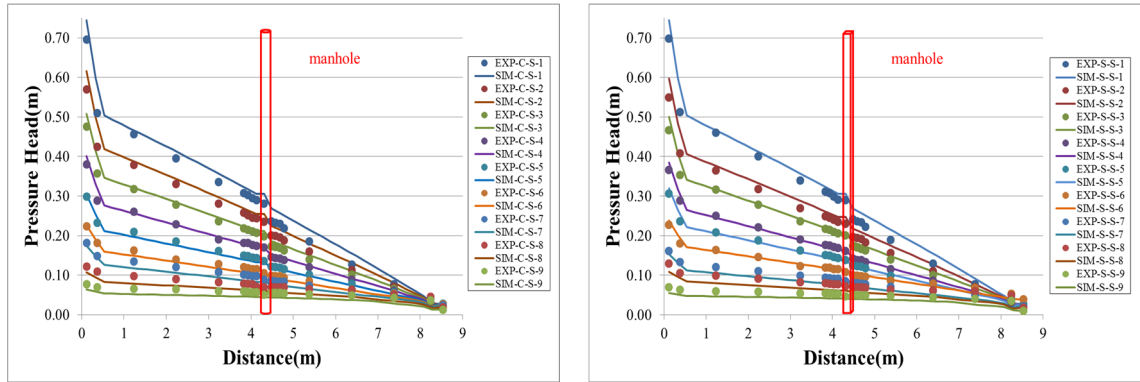 0.70
0.60
0.50
0.40
0.30
0.20
0.10
0.00
Pressure Head(m)
0 1 2 3 4 5 6 7 8 9
Distance(m)
manhole
EXP-C-S-1
SIM-C-S-1
EXP-C-S-2
SIM-C-S-2
EXP-C-S-3
SIM-C-S-3
EXP-C-S-4
SIM-C-S-4
EXP-C-S-5
SIM-C-S-5
EXP-C-S-6
SIM-C-S-6
EXP-C-S-7
SIM-C-S-7
EXP-C-S-8
SIM-C-S-8
EXP-C-S-9
SIM-C-S-9
0.70
0.60
0.50
0.40
0.30
0.20
0.10
0.00
Pressure Head(m)
0 1 2 3 4 5 6 7 8 9
Distance(m)
manhole
EXP-S-S-1
SIM-S-S-1
EXP-S-S-2
SIM-S-S-2
EXP-S-S-3
SIM-S-S-3
EXP-S-S-4
SIM-S-S-4
EXP-S-S-5
SIM-S-S-5
EXP-S-S-6
SIM-S-S-6
EXP-S-S-7
SIM-S-S-7
EXP-S-S-8
SIM-S-S-8
EXP-S-S-9
SIM-S-S-9